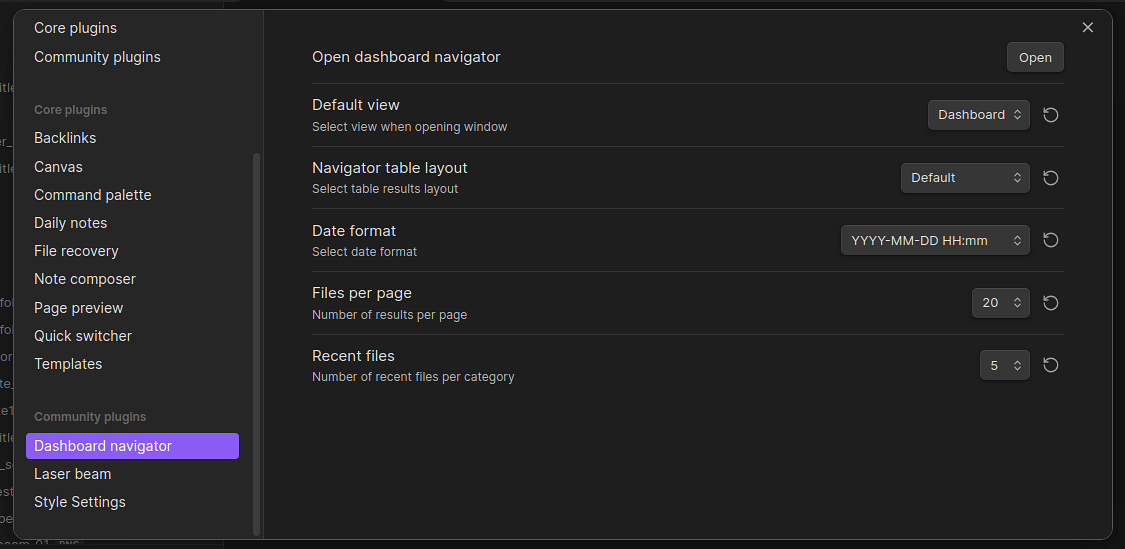 Core plugins
Community plugins
Core plugins
Backlinks
Canvas
Command palette
Daily notes
File recovery
Note composer
Page preview
Quick switcher
Templates
Community plugins
Dashboard navigator
Laser beam
Style Settings
Open dashboard navigator
Open
Default view
Select view when opening window
Dashboard
Navigator table layout
Select table results layout
Default
Date format
Select date format
YYYY-MM-DD HH:mm
Files per page
Number of results per page
20
Recent files
Number of recent files per category
5